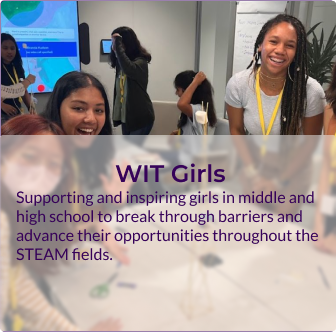 WIT Girls
Supporting and inspiring girls in middle and
high school to break through barriers and
advance their opportunities throughout the
STEAM fields.